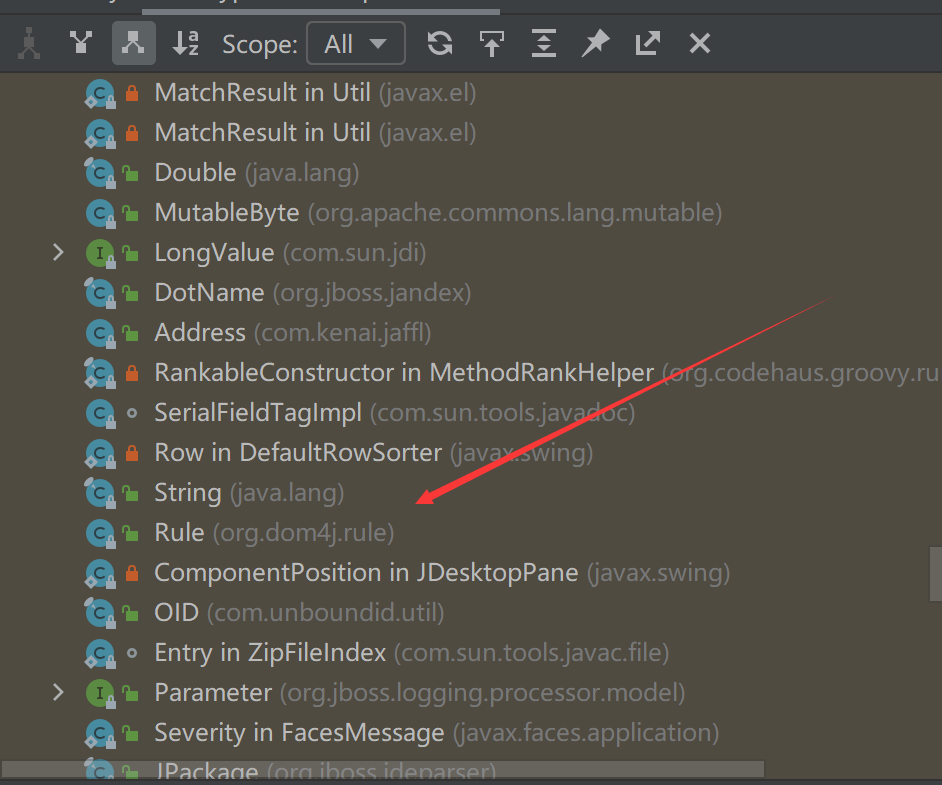 Scope: All
MatchResult in Util (javax.el)
MatchResult in Util (javax.el)
Double (java.lang)
MutableByte (org.apache.commons.lang.mutable)
LongValue (com.sun.jdi)
DotName (org.jboss.jandex)
Address (com.kenai.jaffl)
RankableConstructor in MethodRankHelper (org.codehaus.groovy.ru
SerialFieldTagImpl (com.sun.tools.javadoc)
Row in DefaultRowSorter (javax.swing)
String (java.lang)
Rule (org.dom4j.rule)
ComponentPosition in JDesktopPane (javax.swing)
OID (com.unboundid.util)
Entry in ZipFileIndex (com.sun.tools.javac.file)
Parameter (org.jboss.logging.processor.model)
Severity in FacesMessage (javax.faces.application)
JPackage (org.jboss.jdeparser)